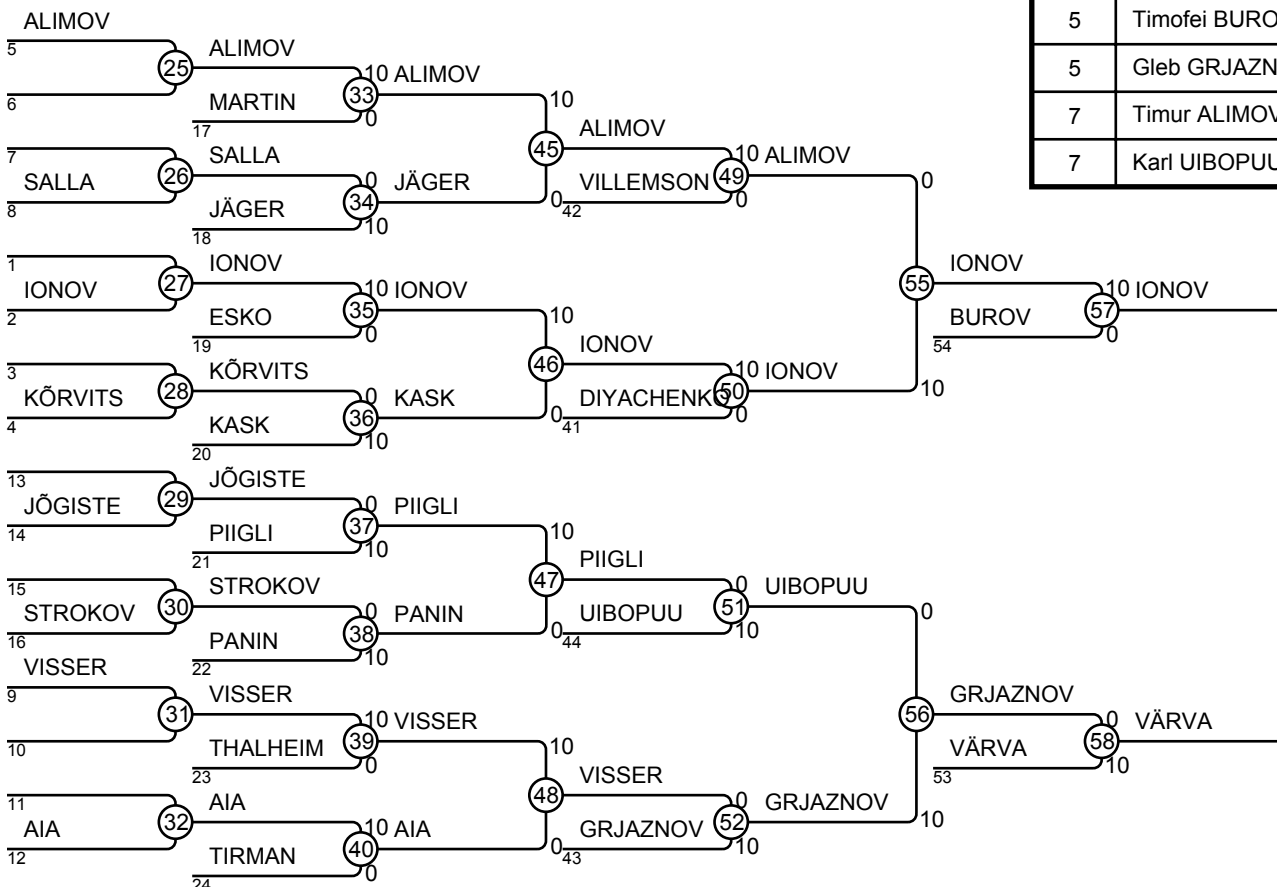 ALIMOV
5
6
25
7
SALLA
8
26
1
IONOV
2
27
3
KÕRVITS
4
28
13
JÕGISTE
14
29
15
STROKOV
16
30
VISSER
9
10
31
11
AIA
12
32
ALIMOV
MARTIN
17
10
33
0
SALLA
JÄGER
18
0
34
10
IONOV
ESKO
19
10
35
0
KÕRVITS
KASK
20
0
36
10
JÕGISTE
PIIGLI
21
0
37
10
STROKOV
PANIN
22
0
38
10
VISSER
THALHEIM
23
10
39
0
AIA
TIRMAN
24
10
40
0
ALIMOV
JÄGER
10
45
0
IONOV
KASK
10
46
0
PIIGLI
PANIN
10
47
0
VISSER
AIA
10
48
0
ALIMOV
VILLEMSON
42
10
49
0
IONOV
DIYACHENKO
41
10
50
0
PIIGLI
UIBOPUU
44
0
51
10
VISSER
GRJAZNOV
43
0
52
10
ALIMOV
IONOV
0
55
10
UIBOPUU
GRJAZNOV
0
56
10
IONOV
BUROV
54
10
57
0
IONOV
GRJAZNOV
VÄRVA
53
0
58
10
VÄRVA
5 Timofei BURO
5 Gleb GRJAZN
7 Timur ALIMOV
7 Karl UIBOPUU